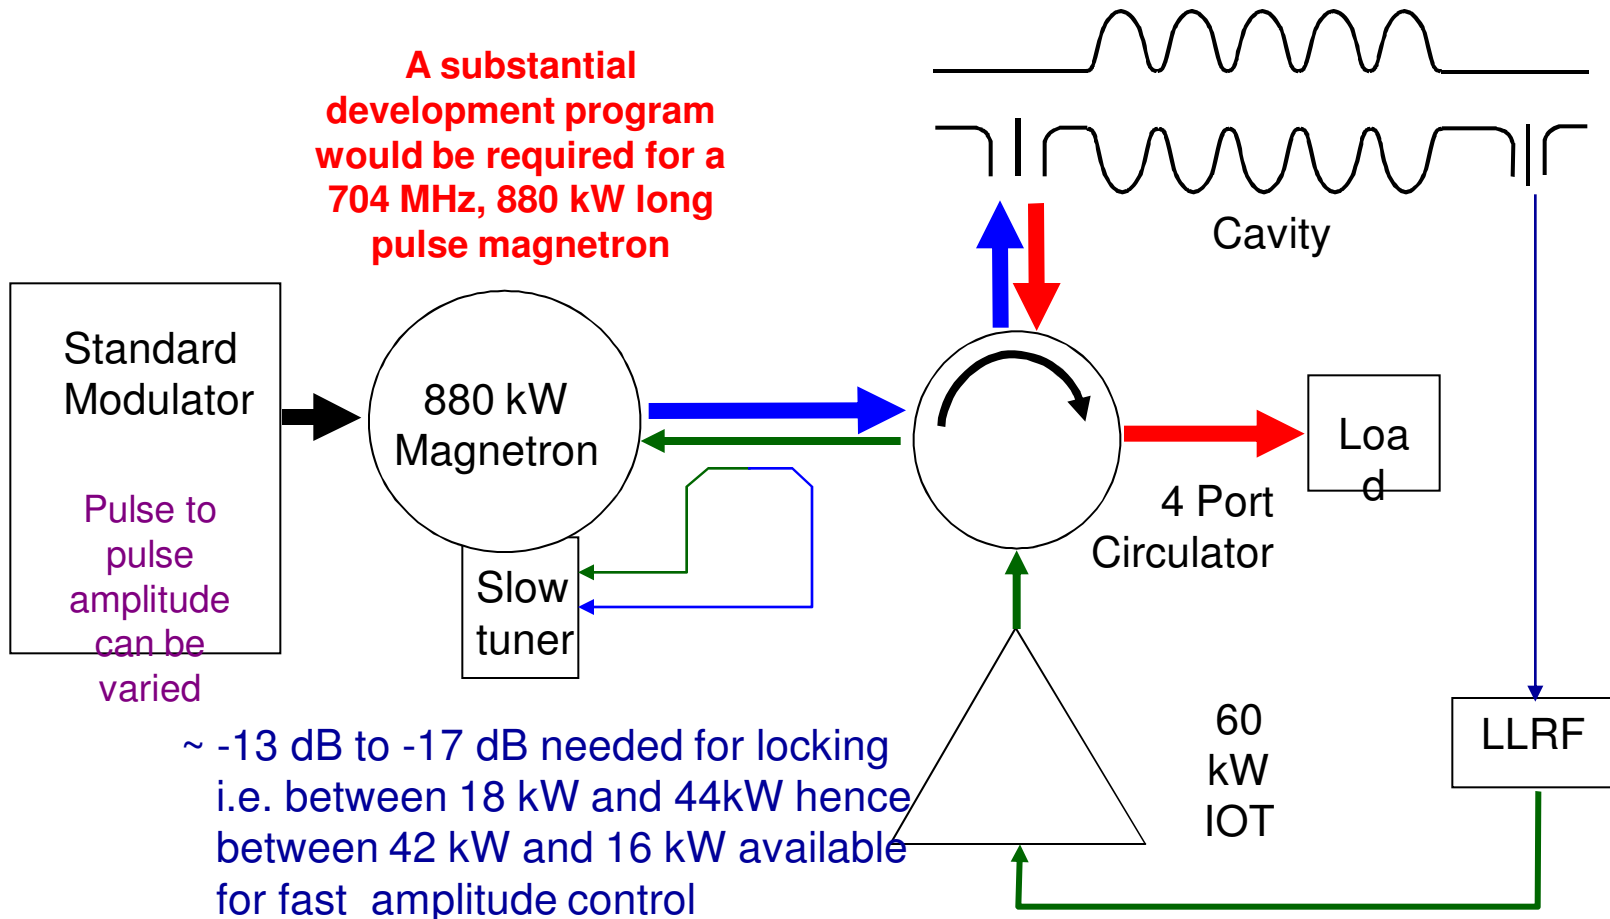 A substantial
development program
would be required for a
704 MHz, 880 kW long
pulse magnetron
Cavity
Standard
Modulator
880 kW
Magnetron
Loa
d
Pulse to
pulse
amplitude
can be
varied
4 Port
Circulator
Slow
tuner
60
kW
IOT
LLRF
~ -13 dB to -17 dB needed for locking
i.e. between 18 kW and 44kW hence
between 42 kW and 16 kW available
for fast amplitude control